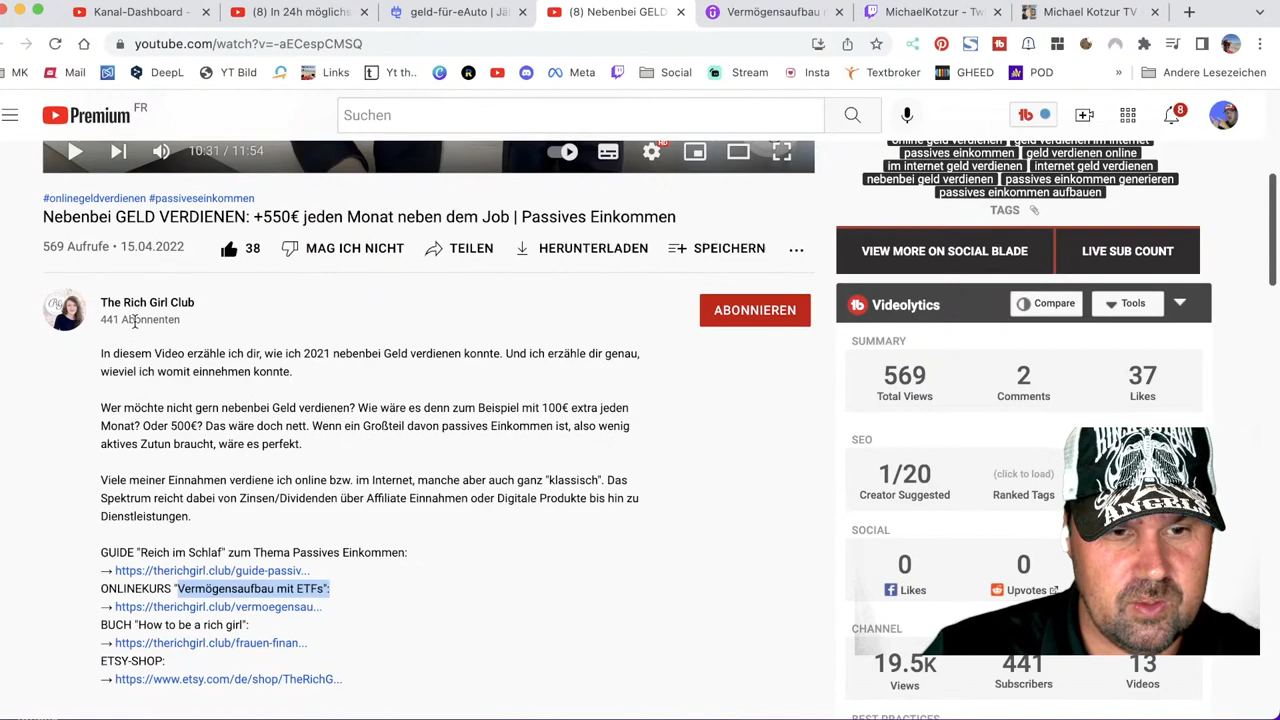 Kanal-Dashboard -
(8) In 24h möglichs
geld-für-eAuto | Jä
(8) Nebenbei GELD
Vermögensaufbau
MichaelKotzur - Tw
Michael Kotzur TV
youtube.com/watch?v=-aECespCMSQ
MK
Mail
DeepL
YT Bild
Links
Yt th..
Meta
Social
Stream
Insta
Textbroker
GHEED
POD
»
Andere Lesezeichen
Premium FR
Suchen
8
10:31 / 11:54
HD
online geld verdienen
geld verdienen im internet
passives einkommen
geld verdienen online
im internet geld verdienen
internet geld verdienen
nebenbei geld verdienen
passives einkommen generieren
passives einkommen aufbauen
TAGS
#onlinegeldverdienen #passiveseinkommen
Nebenbei GELD VERDIENEN: +550€ jeden Monat neben dem Job | Passives Einkommen
569 Aufrufe • 15.04.2022
38
MAG ICH NICHT
TEILEN
HERUNTERLADEN
SPEICHERN
...
VIEW MORE ON SOCIAL BLADE
LIVE SUB COUNT
The Rich Girl Club
441 Abonnenten
ABONNIEREN
In diesem Video erzähle ich dir, wie ich 2021 nebenbei Geld verdienen konnte. Und ich erzähle dir genau,
wieviel ich womit einnehmen konnte.
Wer möchte nicht gern nebenbei Geld verdienen? Wie wäre es denn zum Beispiel mit 100€ extra jeden
Monat? Oder 500€? Das wäre doch nett. Wenn ein Großteil davon passives Einkommen ist, also wenig
aktives Zutun braucht, wäre es perfekt.
Viele meiner Einnahmen verdiene ich online bzw. im Internet, manche aber auch ganz "klassisch". Das
Spektrum reicht dabei von Zinsen/Dividenden über Affiliate Einnahmen oder Digitale Produkte bis hin zu
Dienstleistungen.
GUIDE "Reich im Schlaf" zum Thema Passives Einkommen:
→ https://therichgirl.club/guide-passiv...
ONLINEKURS "Vermögensaufbau mit ETFs":
→ https://therichgirl.club/vermoegensau...
BUCH "How to be a rich girl":
→ https://therichgirl.club/frauen-finan...
ETSY-SHOP:
→ https://www.etsy.com/de/shop/TheRichG...
Videolytics
Compare
Tools
SUMMARY
569
Total Views
2
Comments
37
Likes
SEO
1/20
Creator Suggested
(click to load)
Ranked Tags
SOCIAL
0
Likes
0
Upvotes
CHANNEL
19.5K
Views
441
Subscribers
13
Videos
ANGELS